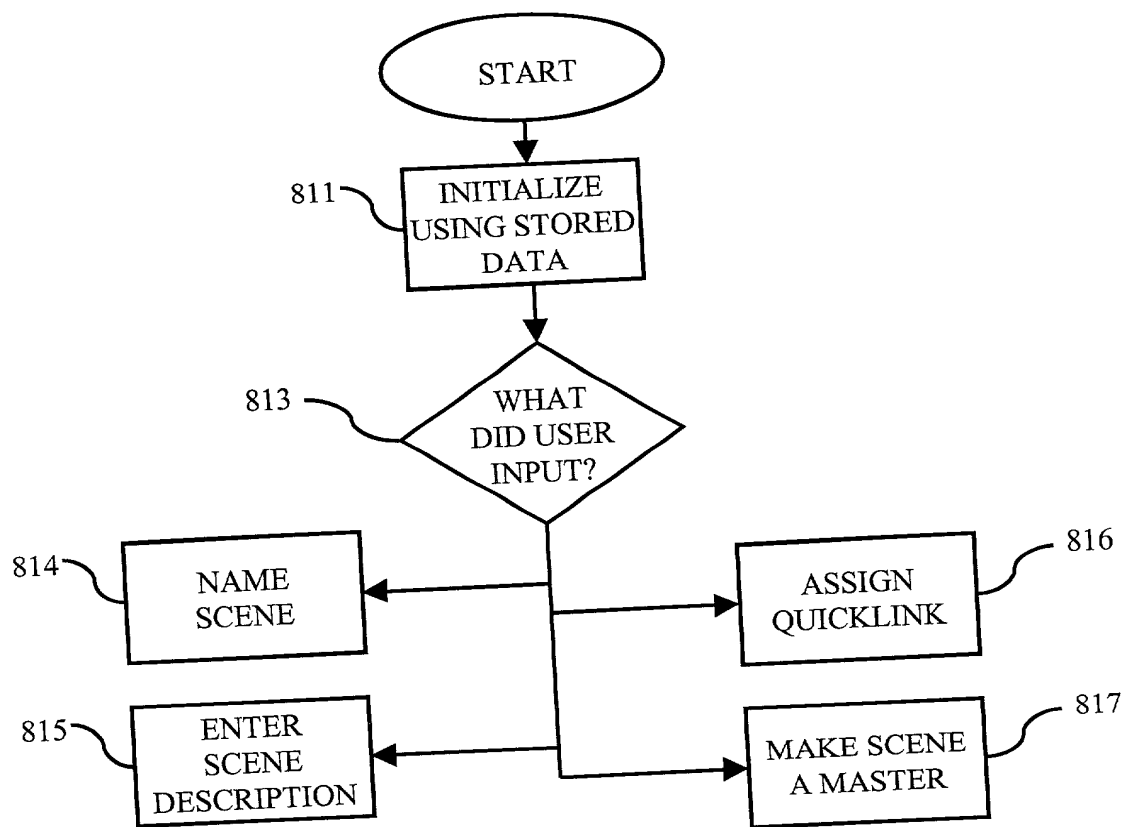 START
811
INITIALIZE
USING STORED
DATA
813
WHAT
DID USER
INPUT?
814
NAME
SCENE
816
ASSIGN
QUICKLINK
815
ENTER
SCENE
DESCRIPTION
817
MAKE SCENE
A MASTER